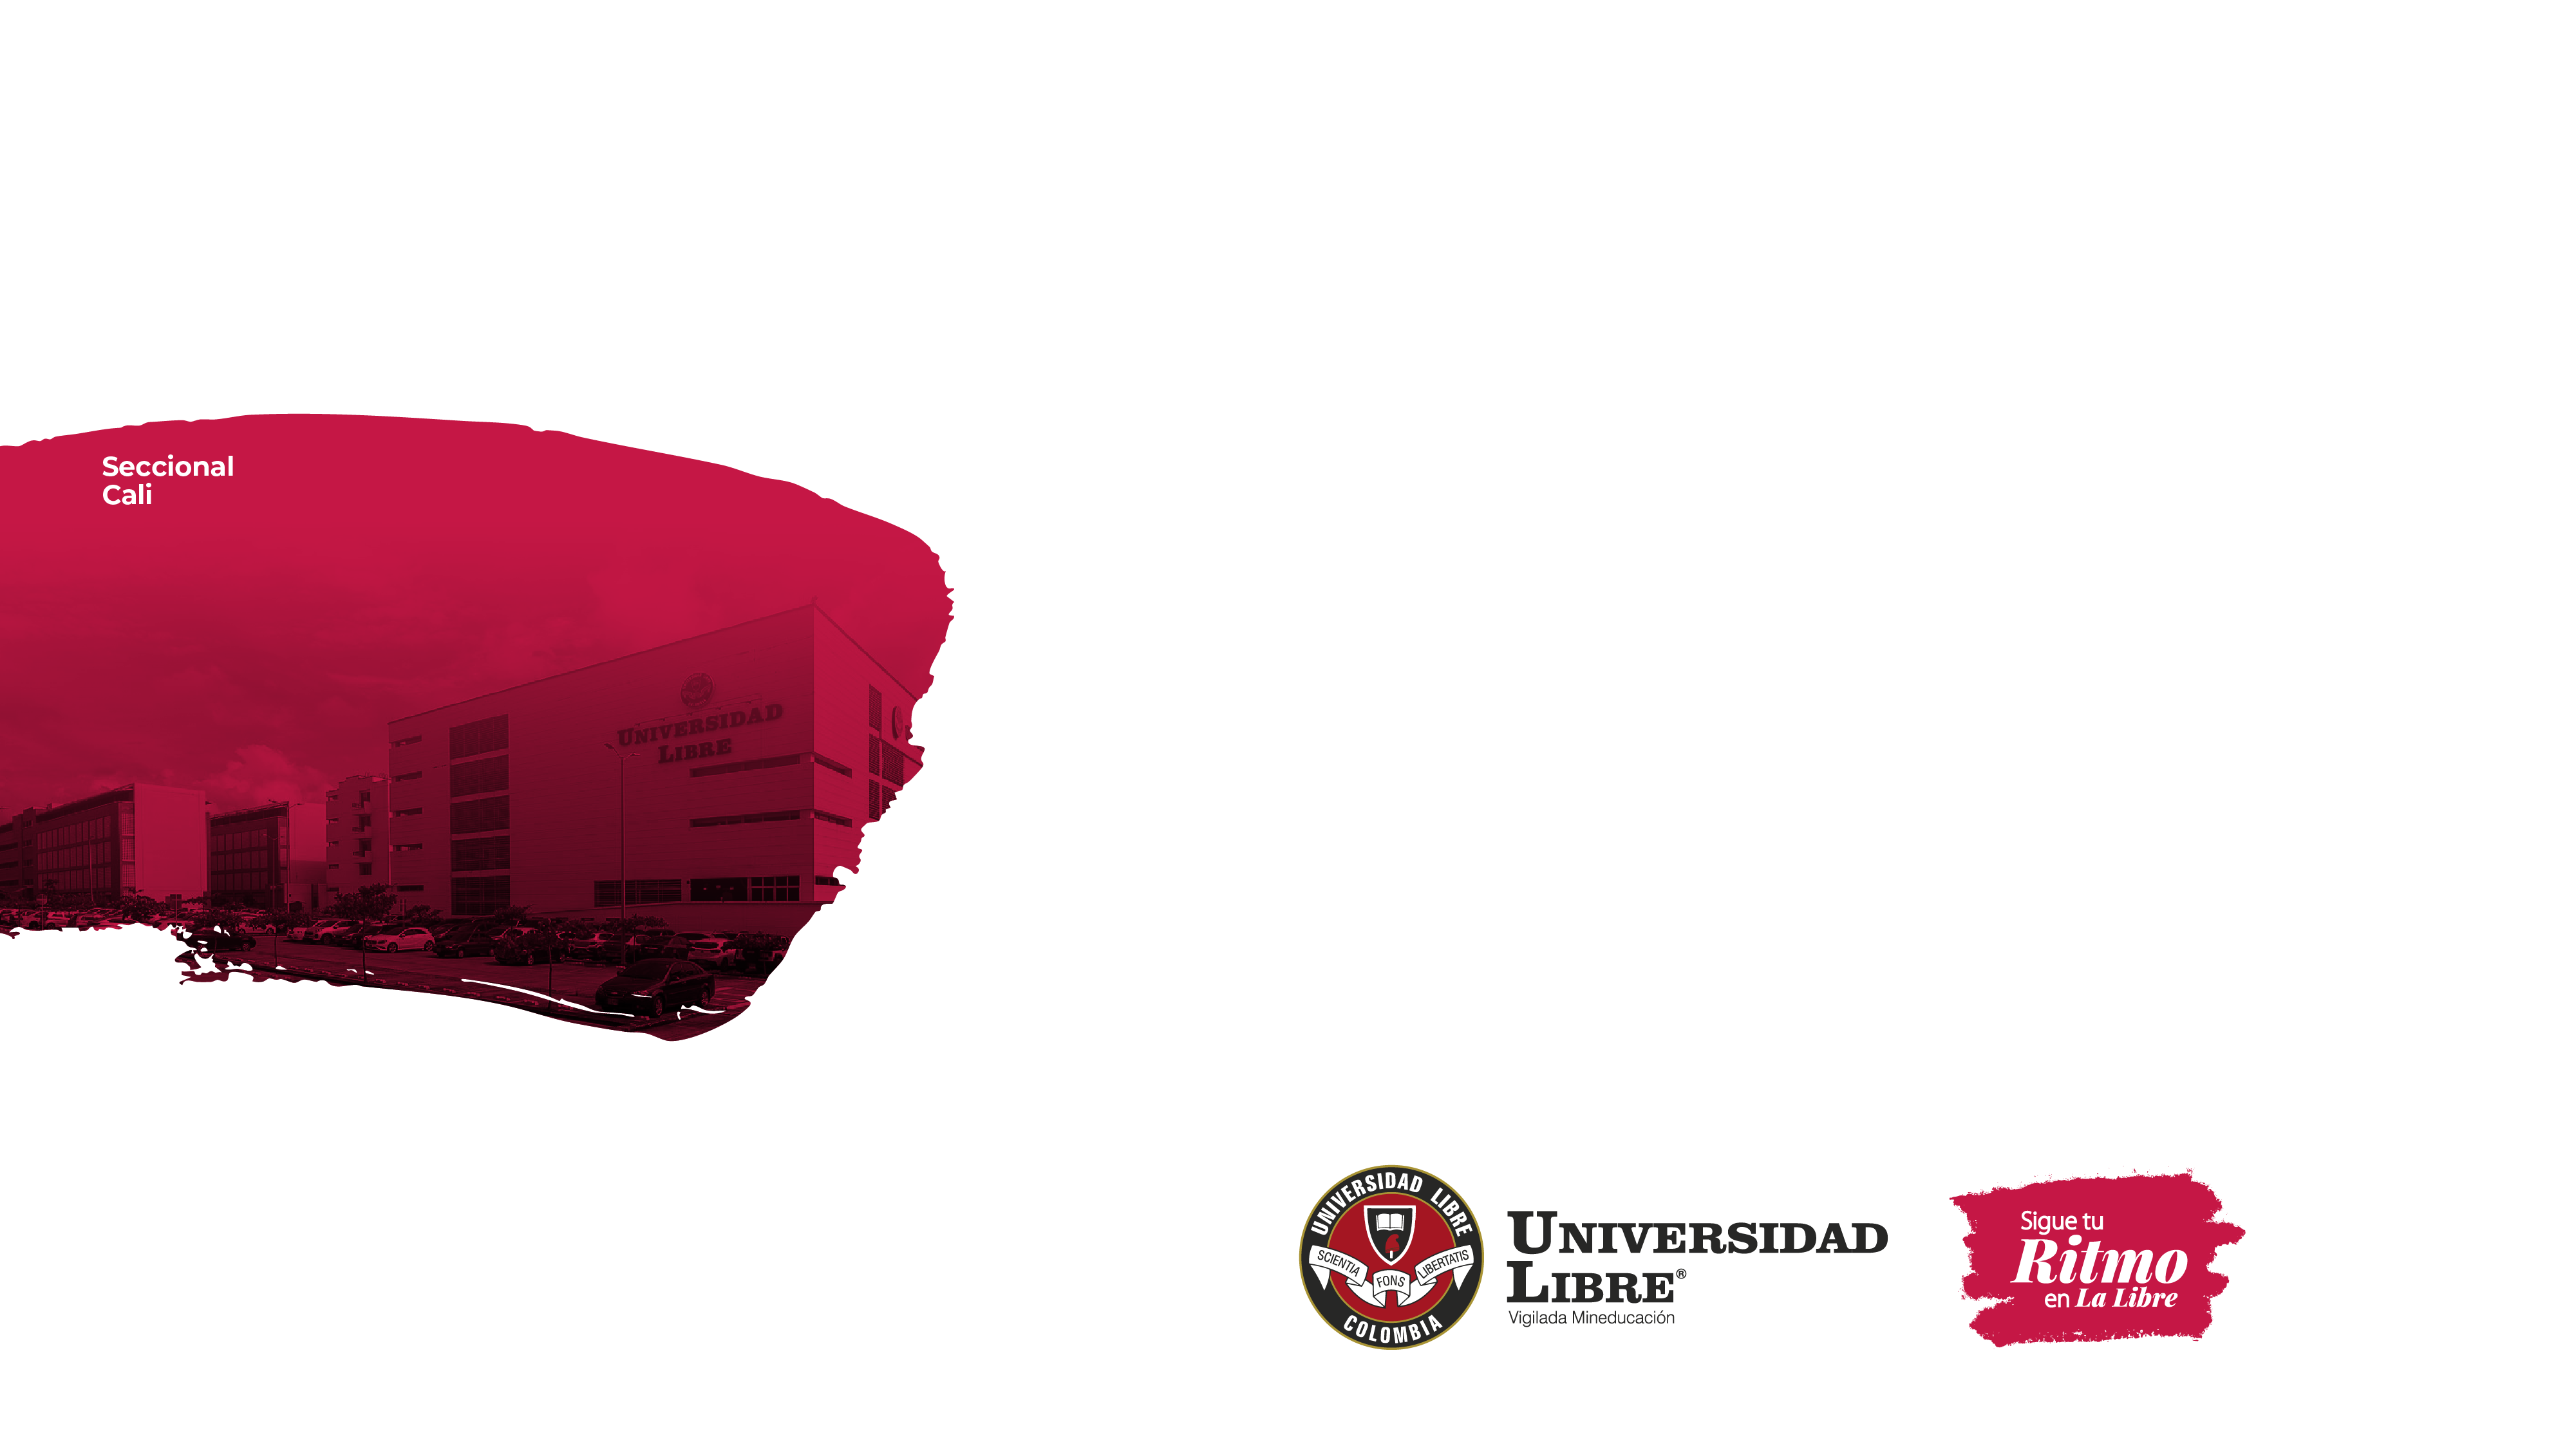 Seccional
Cali
UNIVERSIDAD
LIBRE
UNIVERSIDAD LIBRE
SCIENTIA FONS LIBERTATIS
COLOMBIA
UNIVERSIDAD
LIBRE®
Vigilada Mineducación
Sigue tu
Ritmo
en La Libre